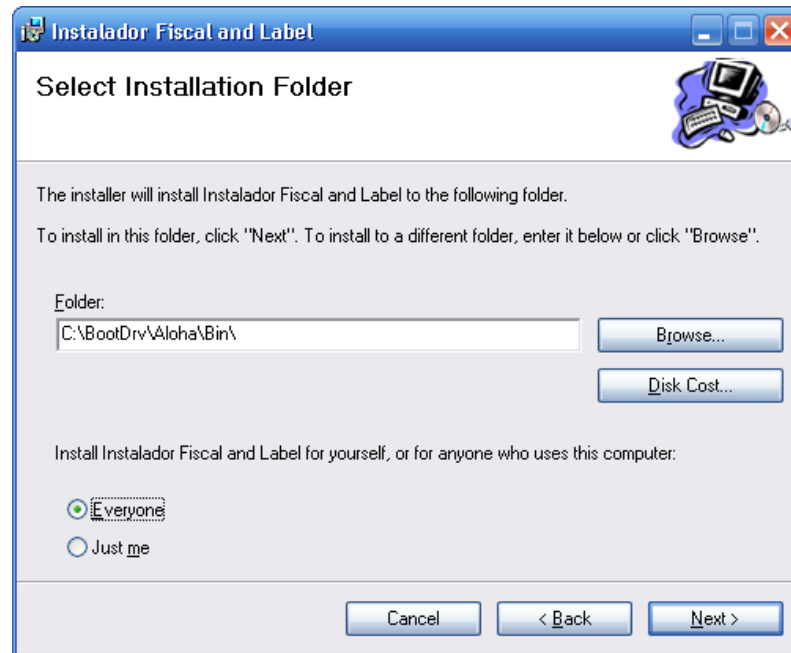 Instalador Fiscal and Label
Select Installation Folder
The installer will install Instalador Fiscal and Label to the following folder.
To install in this folder, click "Next". To install to a different folder, enter it below or click "Browse".
Folder:
C:\BootDrv\Aloha\Bin\
Browse...
Disk Cost...
Install Instalador Fiscal and Label for yourself, or for anyone who uses this computer:
Everyone
Just me
Cancel
< Back
Next >